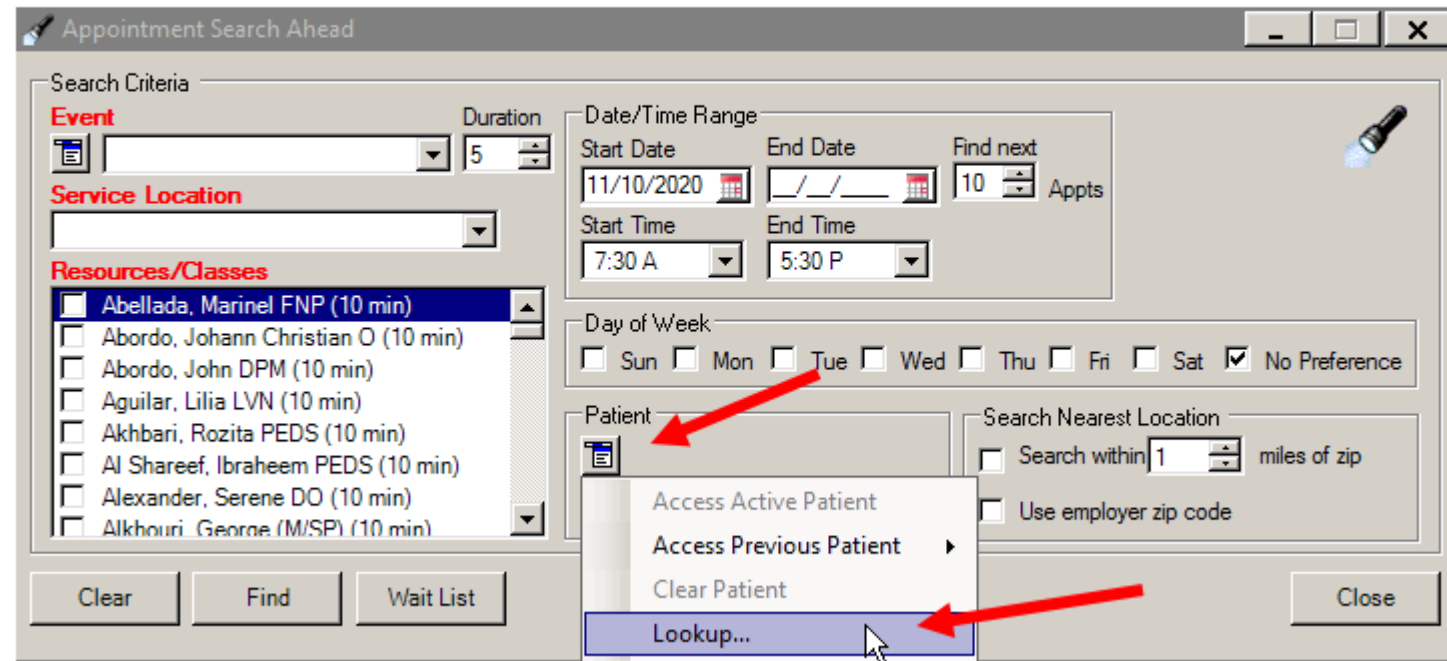 Appointment Search Ahead
Search Criteria
Event
Duration
5
Service Location
Resources/Classes
Abellada, Marinel FNP (10 min)
Abordo, Johann Christian O (10 min)
Abordo, John DPM (10 min)
Aguilar, Lilia LVN (10 min)
Akhbari, Rozita PEDS (10 min)
Al Shareef, Ibraheem PEDS (10 min)
Alexander, Serene DO (10 min)
Alkhouri, George (M/SP) (10 min)
Date/Time Range
Start Date End Date Find next
11/10/2020 __/__/____ 10 Appts
Start Time End Time
7:30 A 5:30 P
Day of Week
Sun Mon Tue Wed Thu Fri Sat No Preference
Patient
Access Active Patient
Access Previous Patient
Clear Patient
Lookup...
Search Nearest Location
Search within 1 miles of zip
Use employer zip code
Clear Find Wait List Close